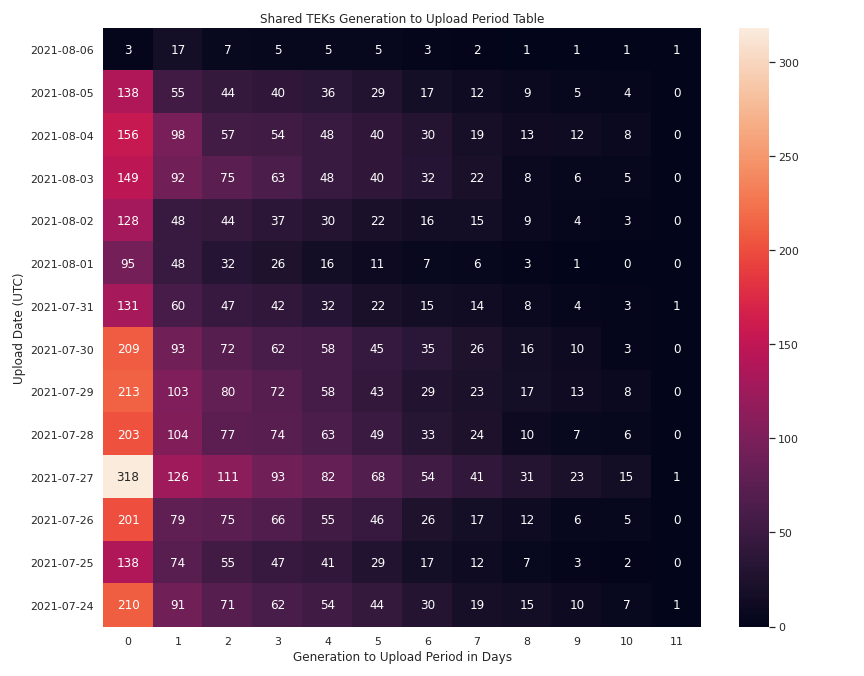 Shared TEKs Generation to Upload Period Table
Upload Date (UTC)
2021-08-06 3 17 7 5 5 5 3 2 1 1 1 1
2021-08-05 138 55 44 40 36 29 17 12 9 5 4 0
2021-08-04 156 98 57 54 48 40 30 19 13 12 8 0
2021-08-03 149 92 75 63 48 40 32 22 8 6 5 0
2021-08-02 128 48 44 37 30 22 16 15 9 4 3 0
2021-08-01 95 48 32 26 16 11 7 6 3 1 0 0
2021-07-31 131 60 47 42 32 22 15 14 8 4 3 1
2021-07-30 209 93 72 62 58 45 35 26 16 10 3 0
2021-07-29 213 103 80 72 58 43 29 23 17 13 8 0
2021-07-28 203 104 77 74 63 49 33 24 10 7 6 0
2021-07-27 318 126 111 93 82 68 54 41 31 23 15 1
2021-07-26 201 79 75 66 55 46 26 17 12 6 5 0
2021-07-25 138 74 55 47 41 29 17 12 7 3 2 0
2021-07-24 210 91 71 62 54 44 30 19 15 10 7 1
0 1 2 3 4 5 6 7 8 9 10 11
Generation to Upload Period in Days
300
250
200
150
100
50
0